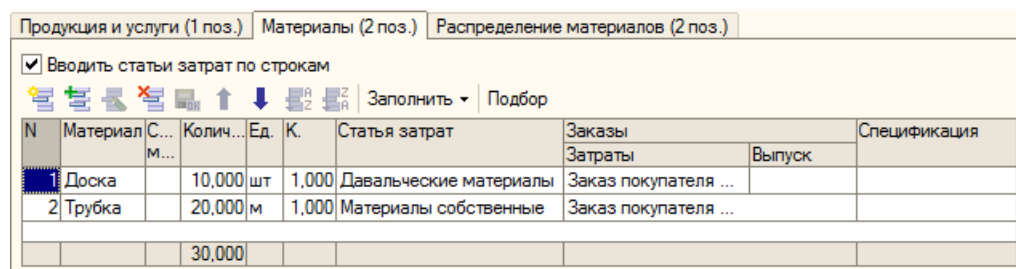 Продукция и услуги (1 поз.) Материалы (2 поз.) Распределение материалов (2 поз.)
Вводить статьи затрат по строкам
Заполнить Подбор
N Материал С... Колич... Ед. К. Статья затрат Заказы Спецификация
м... Затраты Выпуск
1 Доска 10,000 шт 1,000 Давальческие материалы Заказ покупателя ...
2 Трубка 20,000 м 1,000 Материалы собственные Заказ покупателя ...
30,000